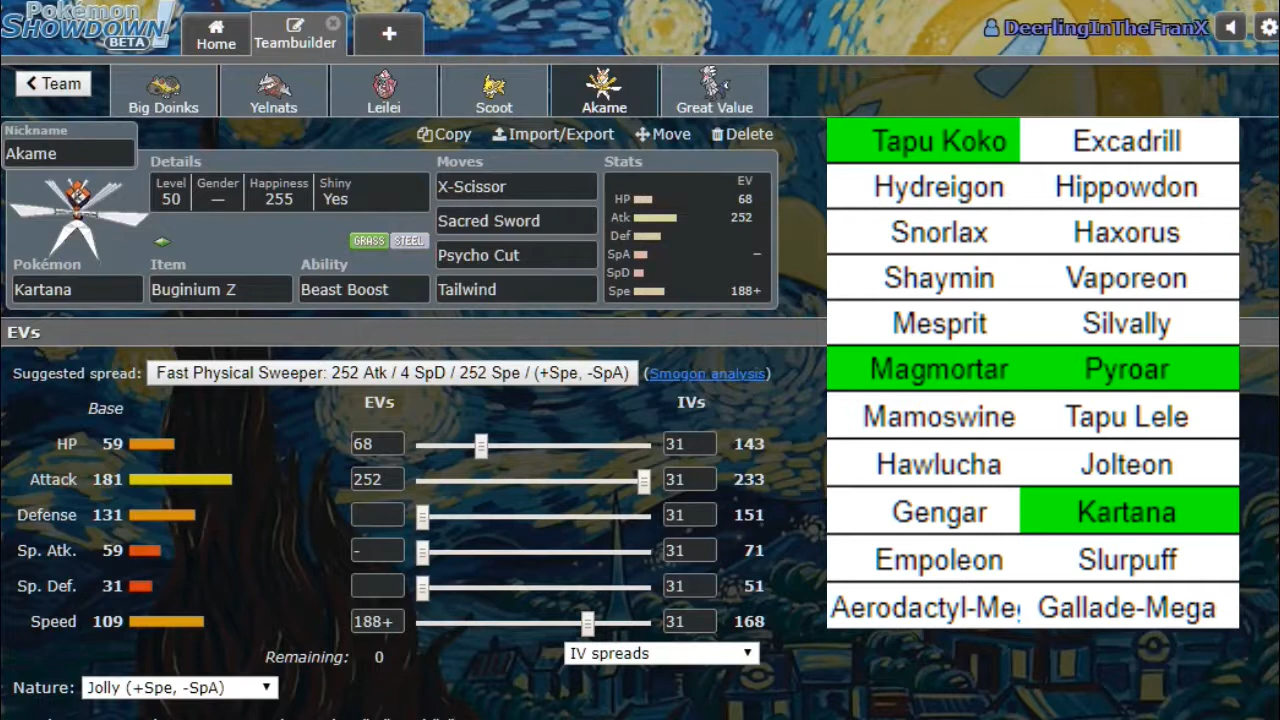 Pokémon
SHOWDOWN!
BETA
Home
Teambuilder
+
DeerlingInTheFranX
Team
Big Doinks
Yelnats
Leilei
Scoot
Akame
Great Value
Nickname
Akame
Copy Import/Export Move Delete
Details
Level Gender Happiness Shiny
50 — 255 Yes
GRASS STEEL
Pokémon Item Ability
Kartana Buginium Z Beast Boost
Moves
X-Scissor
Sacred Sword
Psycho Cut
Tailwind
Stats
EV
HP 68
Atk 252
Def
SpA –
SpD
Spe 188+
EVs
Suggested spread: Fast Physical Sweeper: 252 Atk / 4 SpD / 252 Spe / (+Spe, -SpA) (Smogon analysis)
Base EVs IVs
HP 59 68 31 143
Attack 181 252 31 233
Defense 131 31 151
Sp. Atk. 59 - 31 71
Sp. Def. 31 31 51
Speed 109 188+ 31 168
IV spreads
Remaining: 0
Nature: Jolly (+Spe, -SpA)
Tapu Koko Excadrill
Hydreigon Hippowdon
Snorlax Haxorus
Shaymin Vaporeon
Mesprit Silvally
Magmortar Pyroar
Mamoswine Tapu Lele
Hawlucha Jolteon
Gengar Kartana
Empoleon Slurpuff
Aerodactyl-Me Gallade-Mega